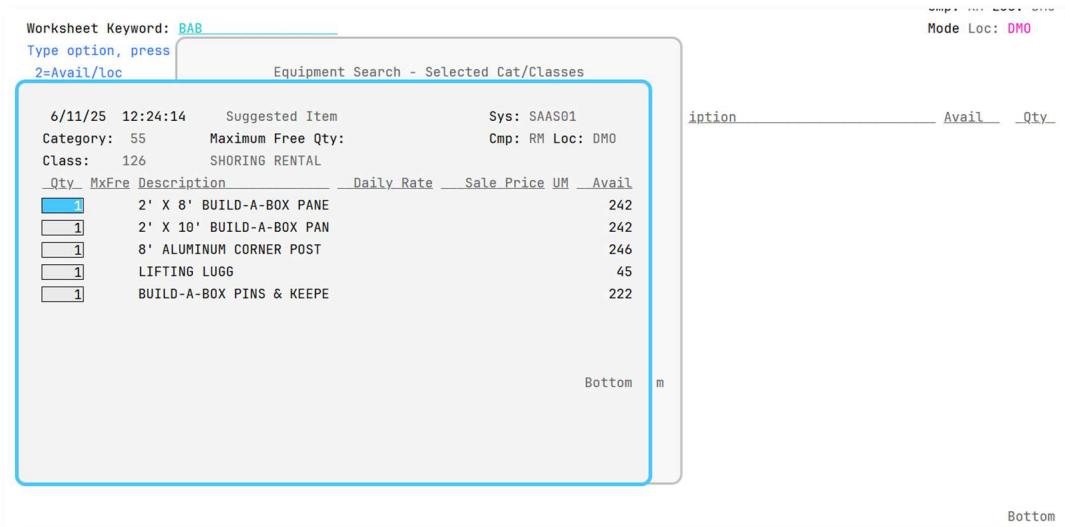 Worksheet Keyword: BAB
Mode Loc: DMO
Type option, press
2=Avail/loc
Equipment Search - Selected Cat/Classes
iption Avail Qty
6/11/25 12:24:14 Suggested Item Sys: SAAS01
Category: 55 Maximum Free Qty: Cmp: RM Loc: DMO
Class: 126 SHORING RENTAL
Qty MxFre Description Daily Rate Sale Price UM Avail
1 2' X 8' BUILD-A-BOX PANE 242
1 2' X 10' BUILD-A-BOX PAN 242
1 8' ALUMINUM CORNER POST 246
1 LIFTING LUGG 45
1 BUILD-A-BOX PINS & KEEPE 222
Bottom m
Bottom